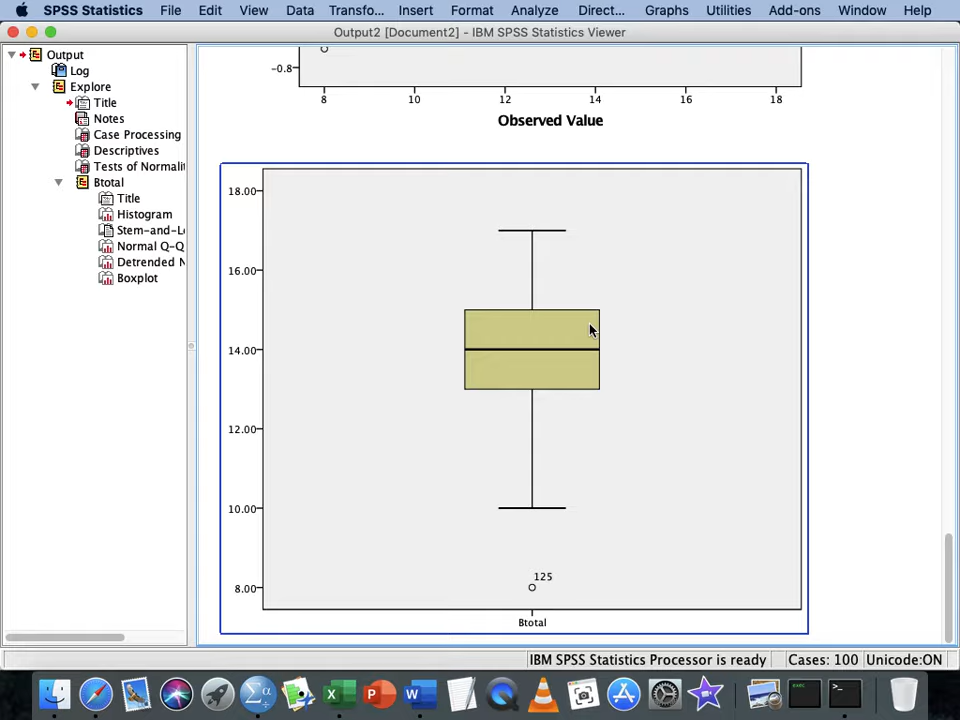 SPSS Statistics File Edit View Data Transfo... Insert Format Analyze Direct... Graphs Utilities Add-ons Window Help
Output2 [Document2] - IBM SPSS Statistics Viewer
Output
Log
Explore
Title
Notes
Case Processing
Descriptives
Tests of Normali
Btotal
Title
Histogram
Stem-and-L
Normal Q-Q
Detrended N
Boxplot
-0.8
8 10 12 14 16 18
Observed Value
18.00
16.00
14.00
12.00
10.00
8.00
125
Btotal
IBM SPSS Statistics Processor is ready Cases: 100 Unicode:ON